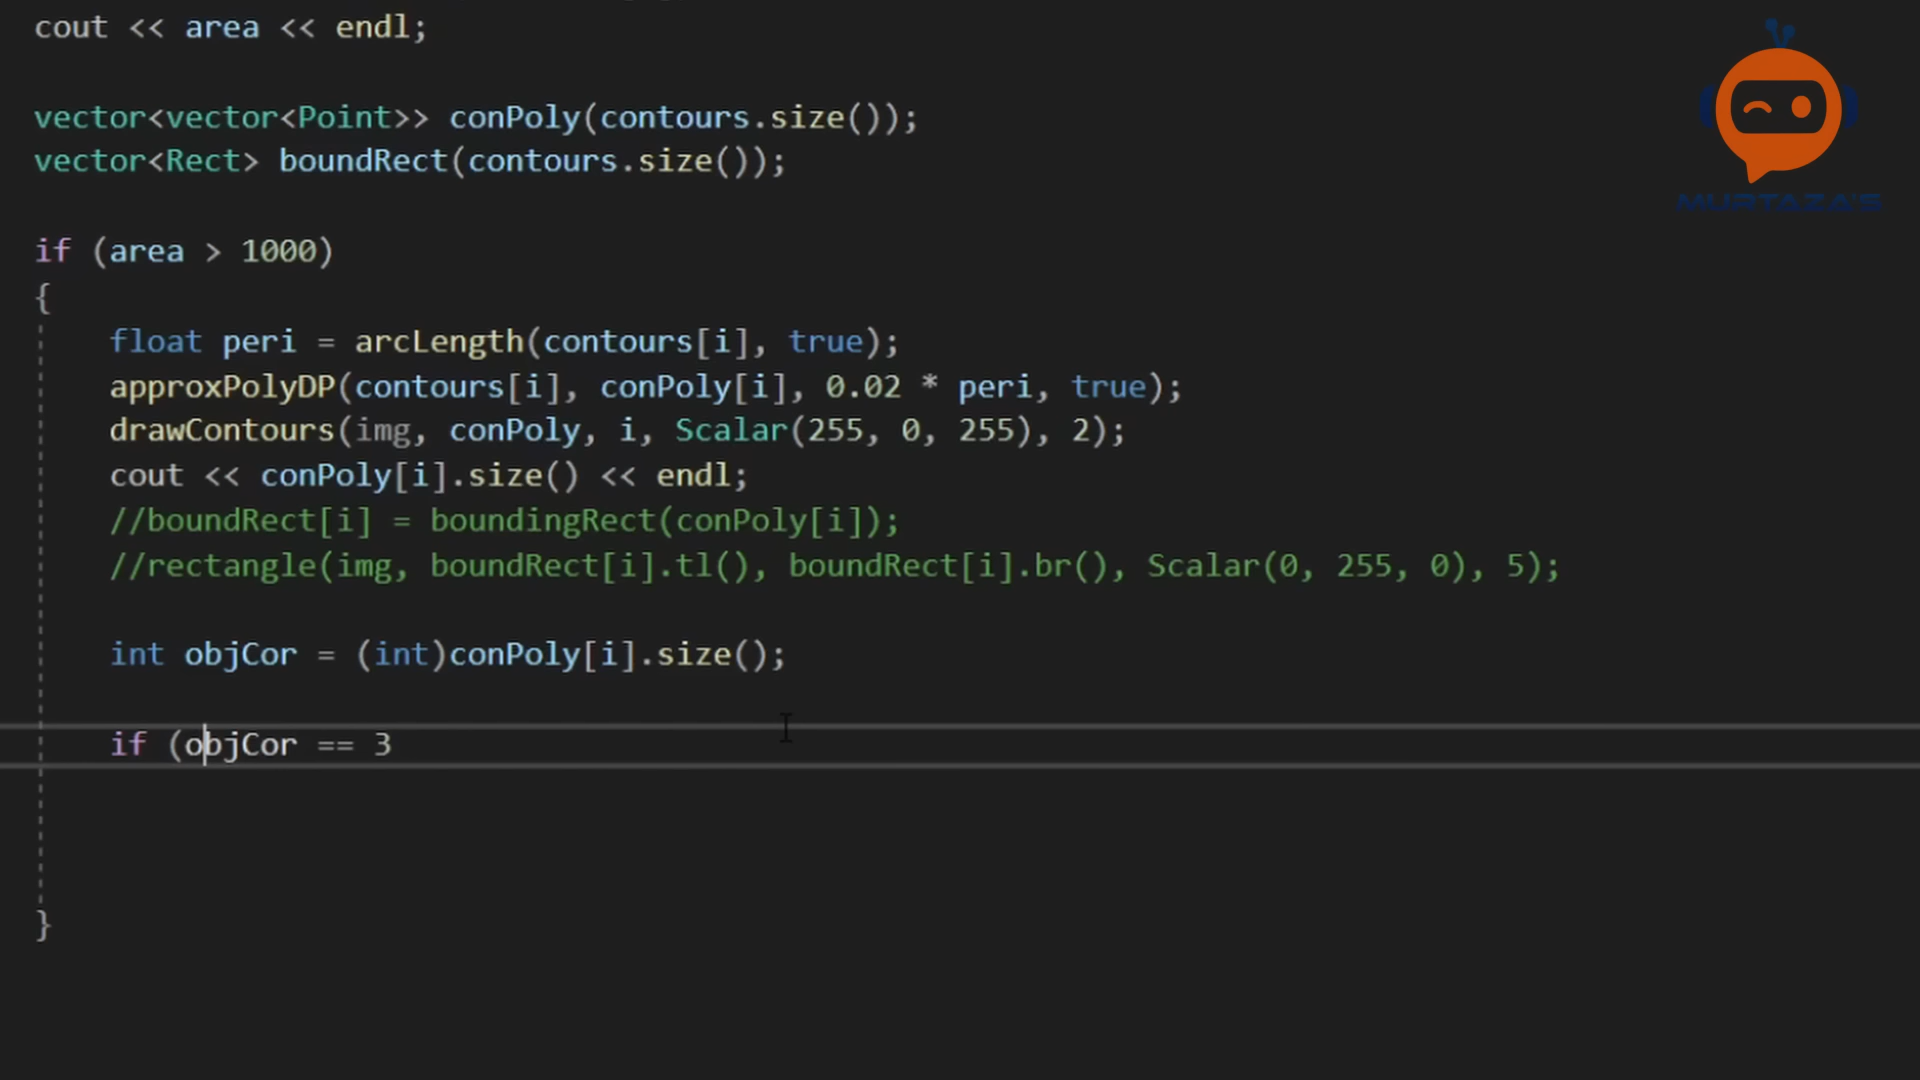 cout << area << endl;
vector<vector<Point>> conPoly(contours.size());
vector<Rect> boundRect(contours.size());
if (area > 1000)
{
float peri = arcLength(contours[i], true);
approxPolyDP(contours[i], conPoly[i], 0.02 * peri, true);
drawContours(img, conPoly, i, Scalar(255, 0, 255), 2);
cout << conPoly[i].size() << endl;
//boundRect[i] = boundingRect(conPoly[i]);
//rectangle(img, boundRect[i].tl(), boundRect[i].br(), Scalar(0, 255, 0), 5);
int objCor = (int)conPoly[i].size();
if (objCor == 3
}
MURTAZA'S